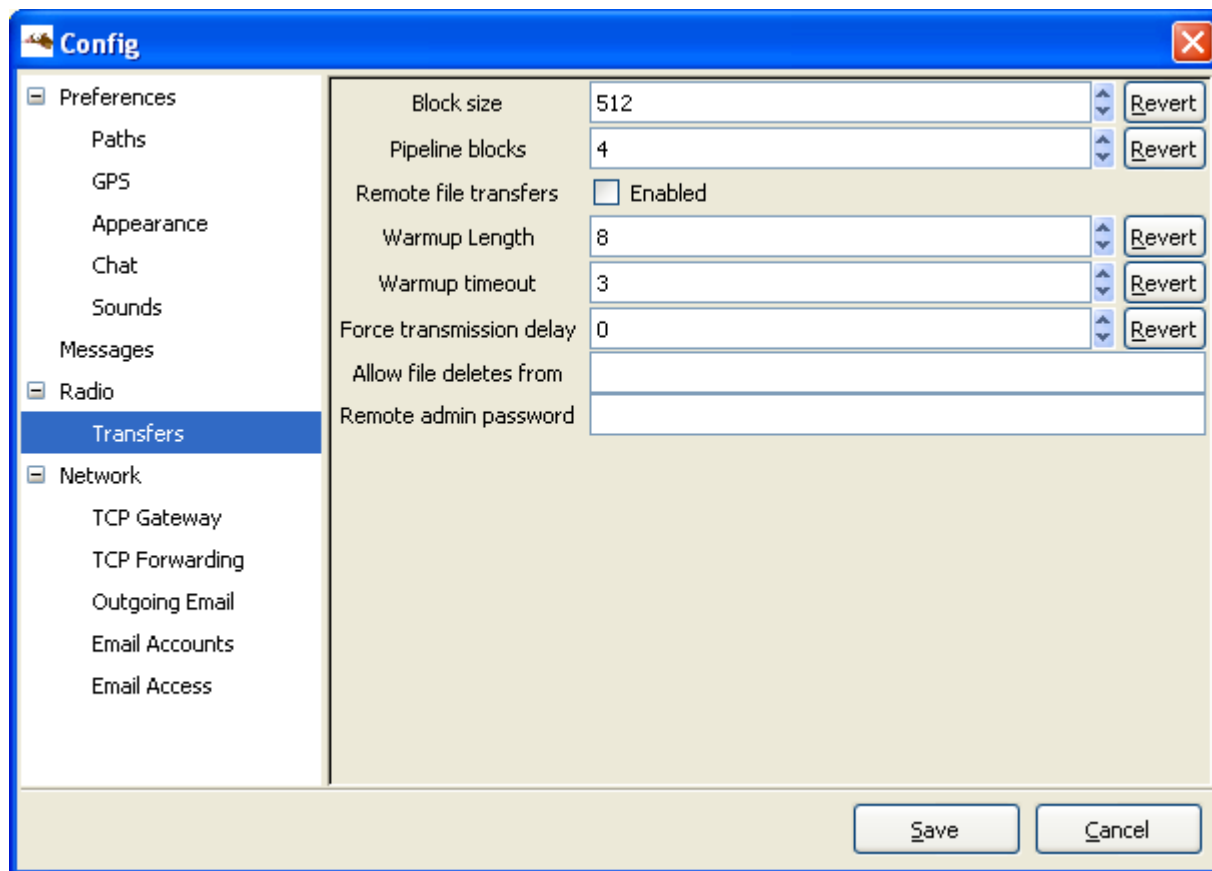 Config
Preferences
Paths
GPS
Appearance
Chat
Sounds
Messages
Radio
Transfers
Network
TCP Gateway
TCP Forwarding
Outgoing Email
Email Accounts
Email Access
Block size 512 Revert
Pipeline blocks 4 Revert
Remote file transfers Enabled
Warmup Length 8 Revert
Warmup timeout 3 Revert
Force transmission delay 0 Revert
Allow file deletes from
Remote admin password
Save Cancel